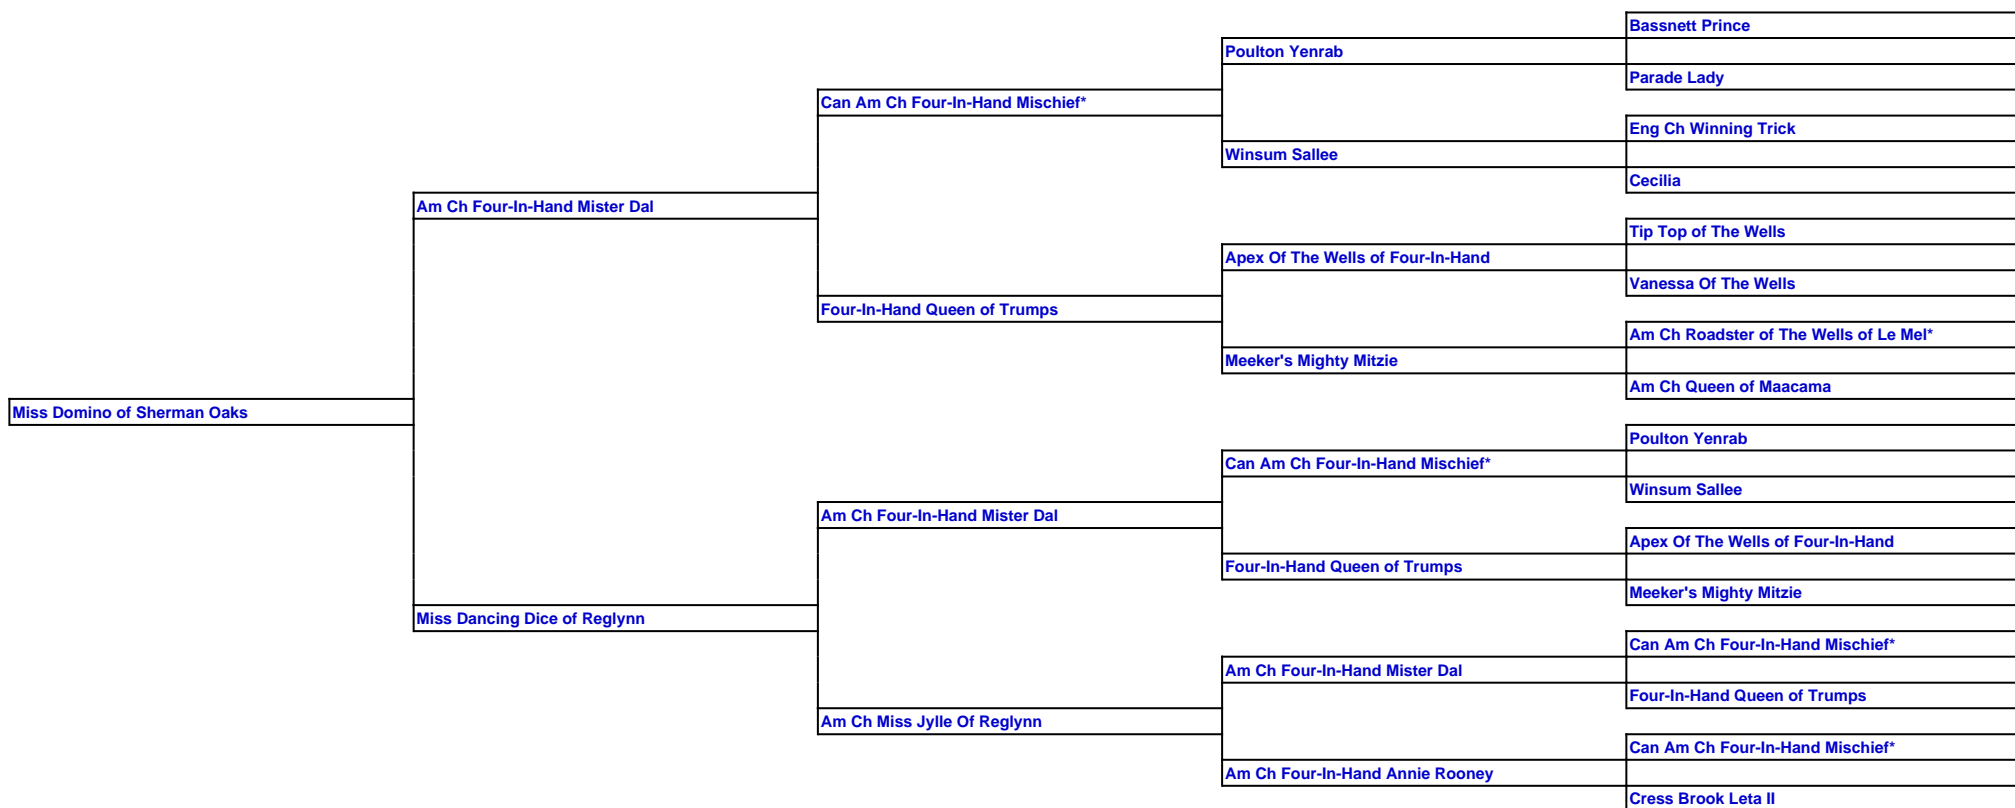 Bassnett Prince
Poulton Yenrab
Parade Lady
Can Am Ch Four-In-Hand Mischief*
Eng Ch Winning Trick
Winsum Sallee
Cecilia
Am Ch Four-In-Hand Mister Dal
Tip Top of The Wells
Apex Of The Wells of Four-In-Hand
Vanessa Of The Wells
Four-In-Hand Queen of Trumps
Am Ch Roadster of The Wells of Le Mel*
Meeker's Mighty Mitzie
Am Ch Queen of Maacama
Miss Domino of Sherman Oaks
Poulton Yenrab
Can Am Ch Four-In-Hand Mischief*
Winsum Sallee
Am Ch Four-In-Hand Mister Dal
Apex Of The Wells of Four-In-Hand
Four-In-Hand Queen of Trumps
Meeker's Mighty Mitzie
Miss Dancing Dice of Reglynn
Can Am Ch Four-In-Hand Mischief*
Am Ch Four-In-Hand Mister Dal
Four-In-Hand Queen of Trumps
Am Ch Miss Jylle Of Reglynn
Can Am Ch Four-In-Hand Mischief*
Am Ch Four-In-Hand Annie Rooney
Cress Brook Leta II